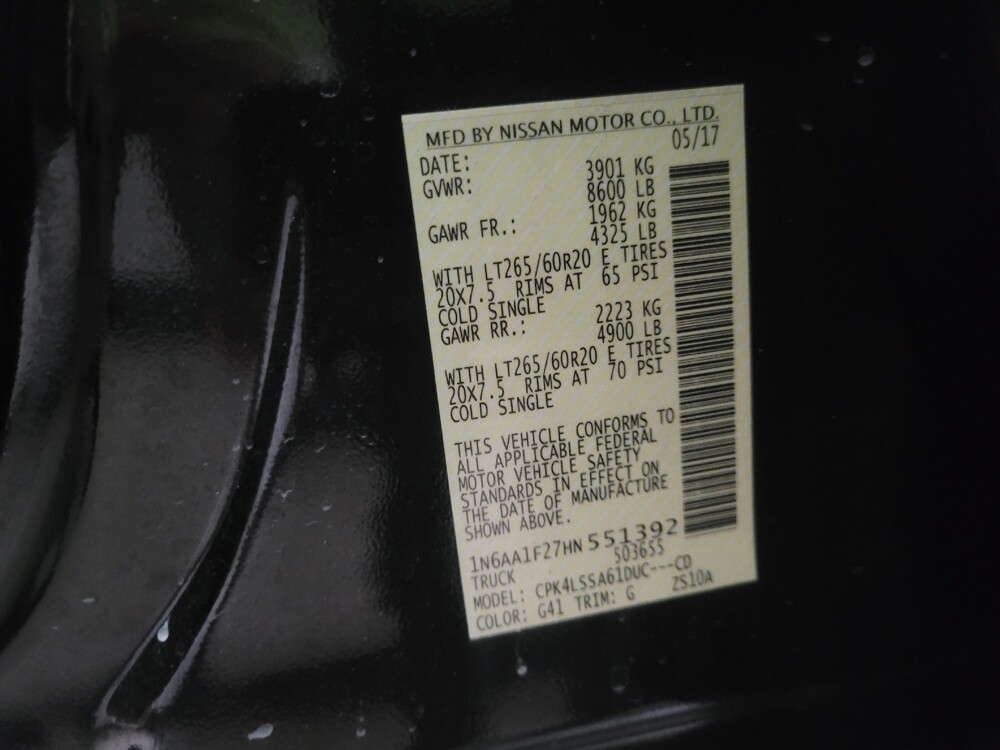 MFD BY NISSAN MOTOR CO., LTD.
DATE: 05/17
GVWR: 3901 KG
8600 LB
GAWR FR.: 1962 KG
4325 LB
WITH LT265/60R20 E TIRES
20X7.5 RIMS AT 65 PSI
COLD SINGLE
GAWR RR.: 2223 KG
4900 LB
WITH LT265/60R20 E TIRES
20X7.5 RIMS AT 70 PSI
COLD SINGLE
THIS VEHICLE CONFORMS TO
ALL APPLICABLE FEDERAL
MOTOR VEHICLE SAFETY
STANDARDS IN EFFECT ON
THE DATE OF MANUFACTURE
SHOWN ABOVE.
1N6AA1F27HN551392
TRUCK 503655
MODEL: CPK4LSSA61DUC---CD
COLOR: G41 TRIM: G ZS10A